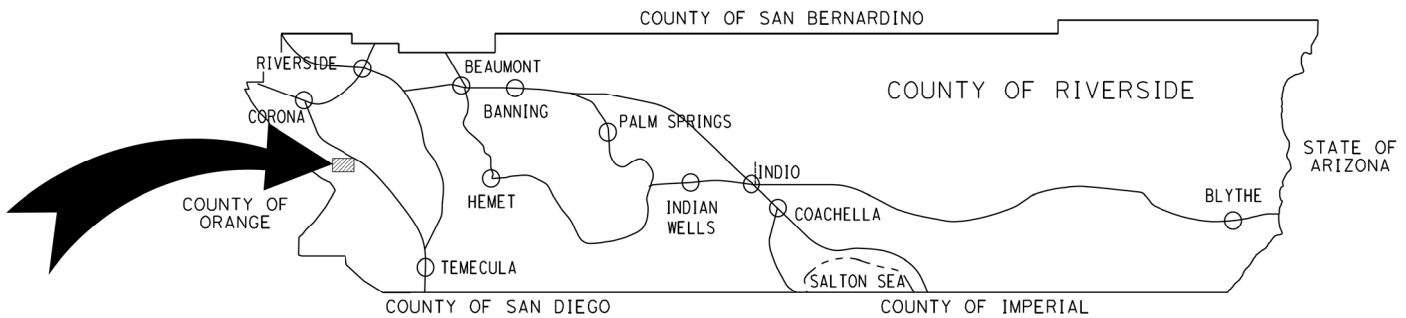 COUNTY OF SAN BERNARDINO
RIVERSIDE
BEAUMONT
COUNTY OF RIVERSIDE
CORONA
BANNING
PALM SPRINGS
STATE OF
ARIZONA
INDIO
COUNTY OF
ORANGE
HEMET
INDIAN
WELLS
COACHELLA
BLYTHE
TEMECULA
SALTON SEA
COUNTY OF SAN DIEGO
COUNTY OF IMPERIAL